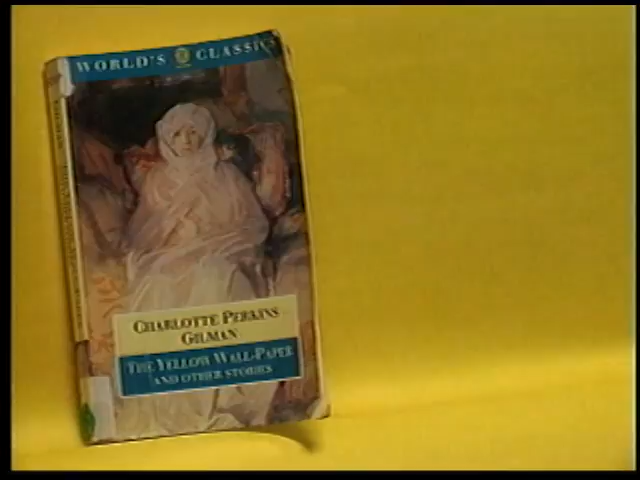 WORLD'S CLASSICS
CHARLOTTE PERKINS
GILMAN
THE YELLOW WALL-PAPER
AND OTHER STORIES